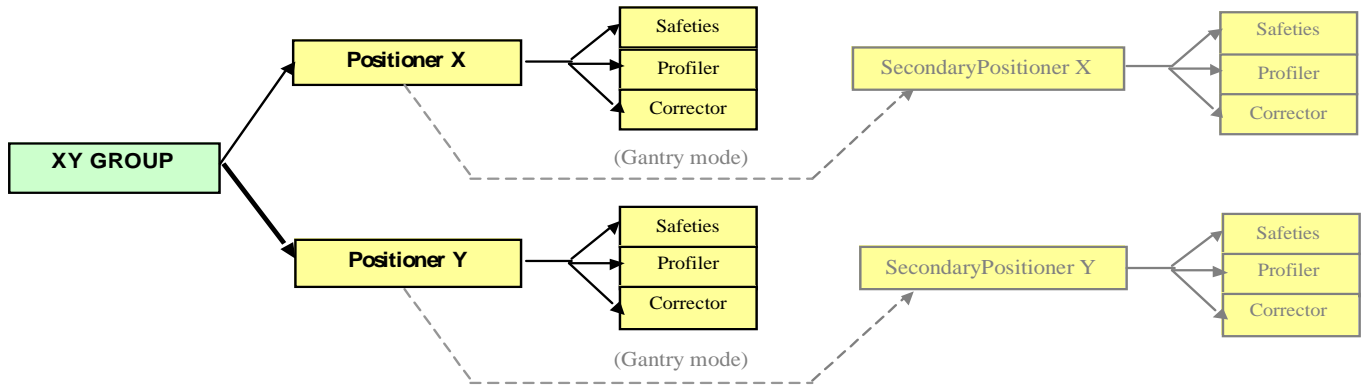 XY GROUP
Positioner X
Safeties
Profiler
Corrector
(Gantry mode)
SecondaryPositioner X
Safeties
Profiler
Corrector
Positioner Y
Safeties
Profiler
Corrector
(Gantry mode)
SecondaryPositioner Y
Safeties
Profiler
Corrector